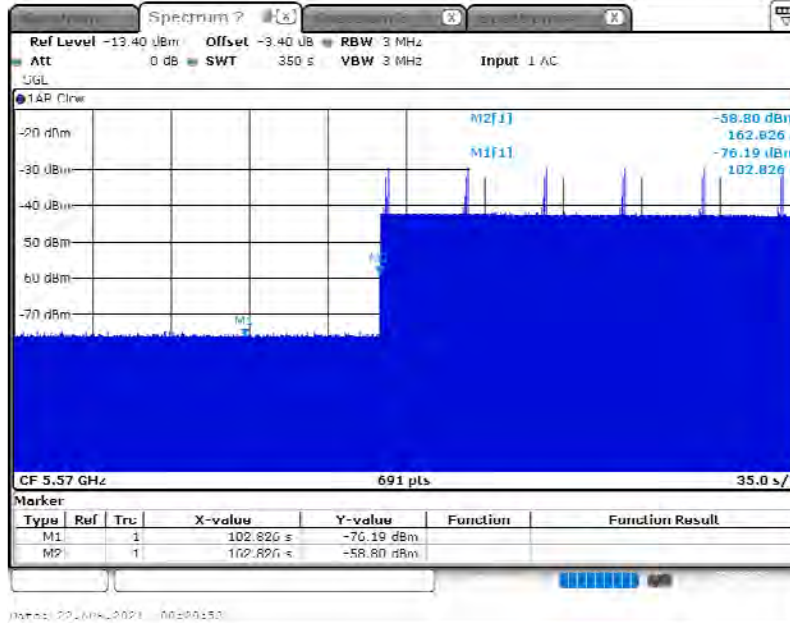 Spectrum 2
Ref Level -13.40 dBm Offset -3.40 dB RBW 3 MHz
Att 0 dB SWT 350 s VBW 3 MHz Input 1 AC
SGL
1AP Clrw
M2[1] -58.80 dBm
162.826 s
-20 dBm
M1[1] -76.19 dBm
102.826
-30 dBm
-40 dBm
50 dBm
M2
60 dBm
-70 dBm
M1
CF 5.57 GHz 691 pts 35.0 s/
Marker
Type Ref Trc X-value Y-value Function Function Result
M1 1 102.826 s -76.19 dBm
M2 1 162.826 s -58.80 dBm